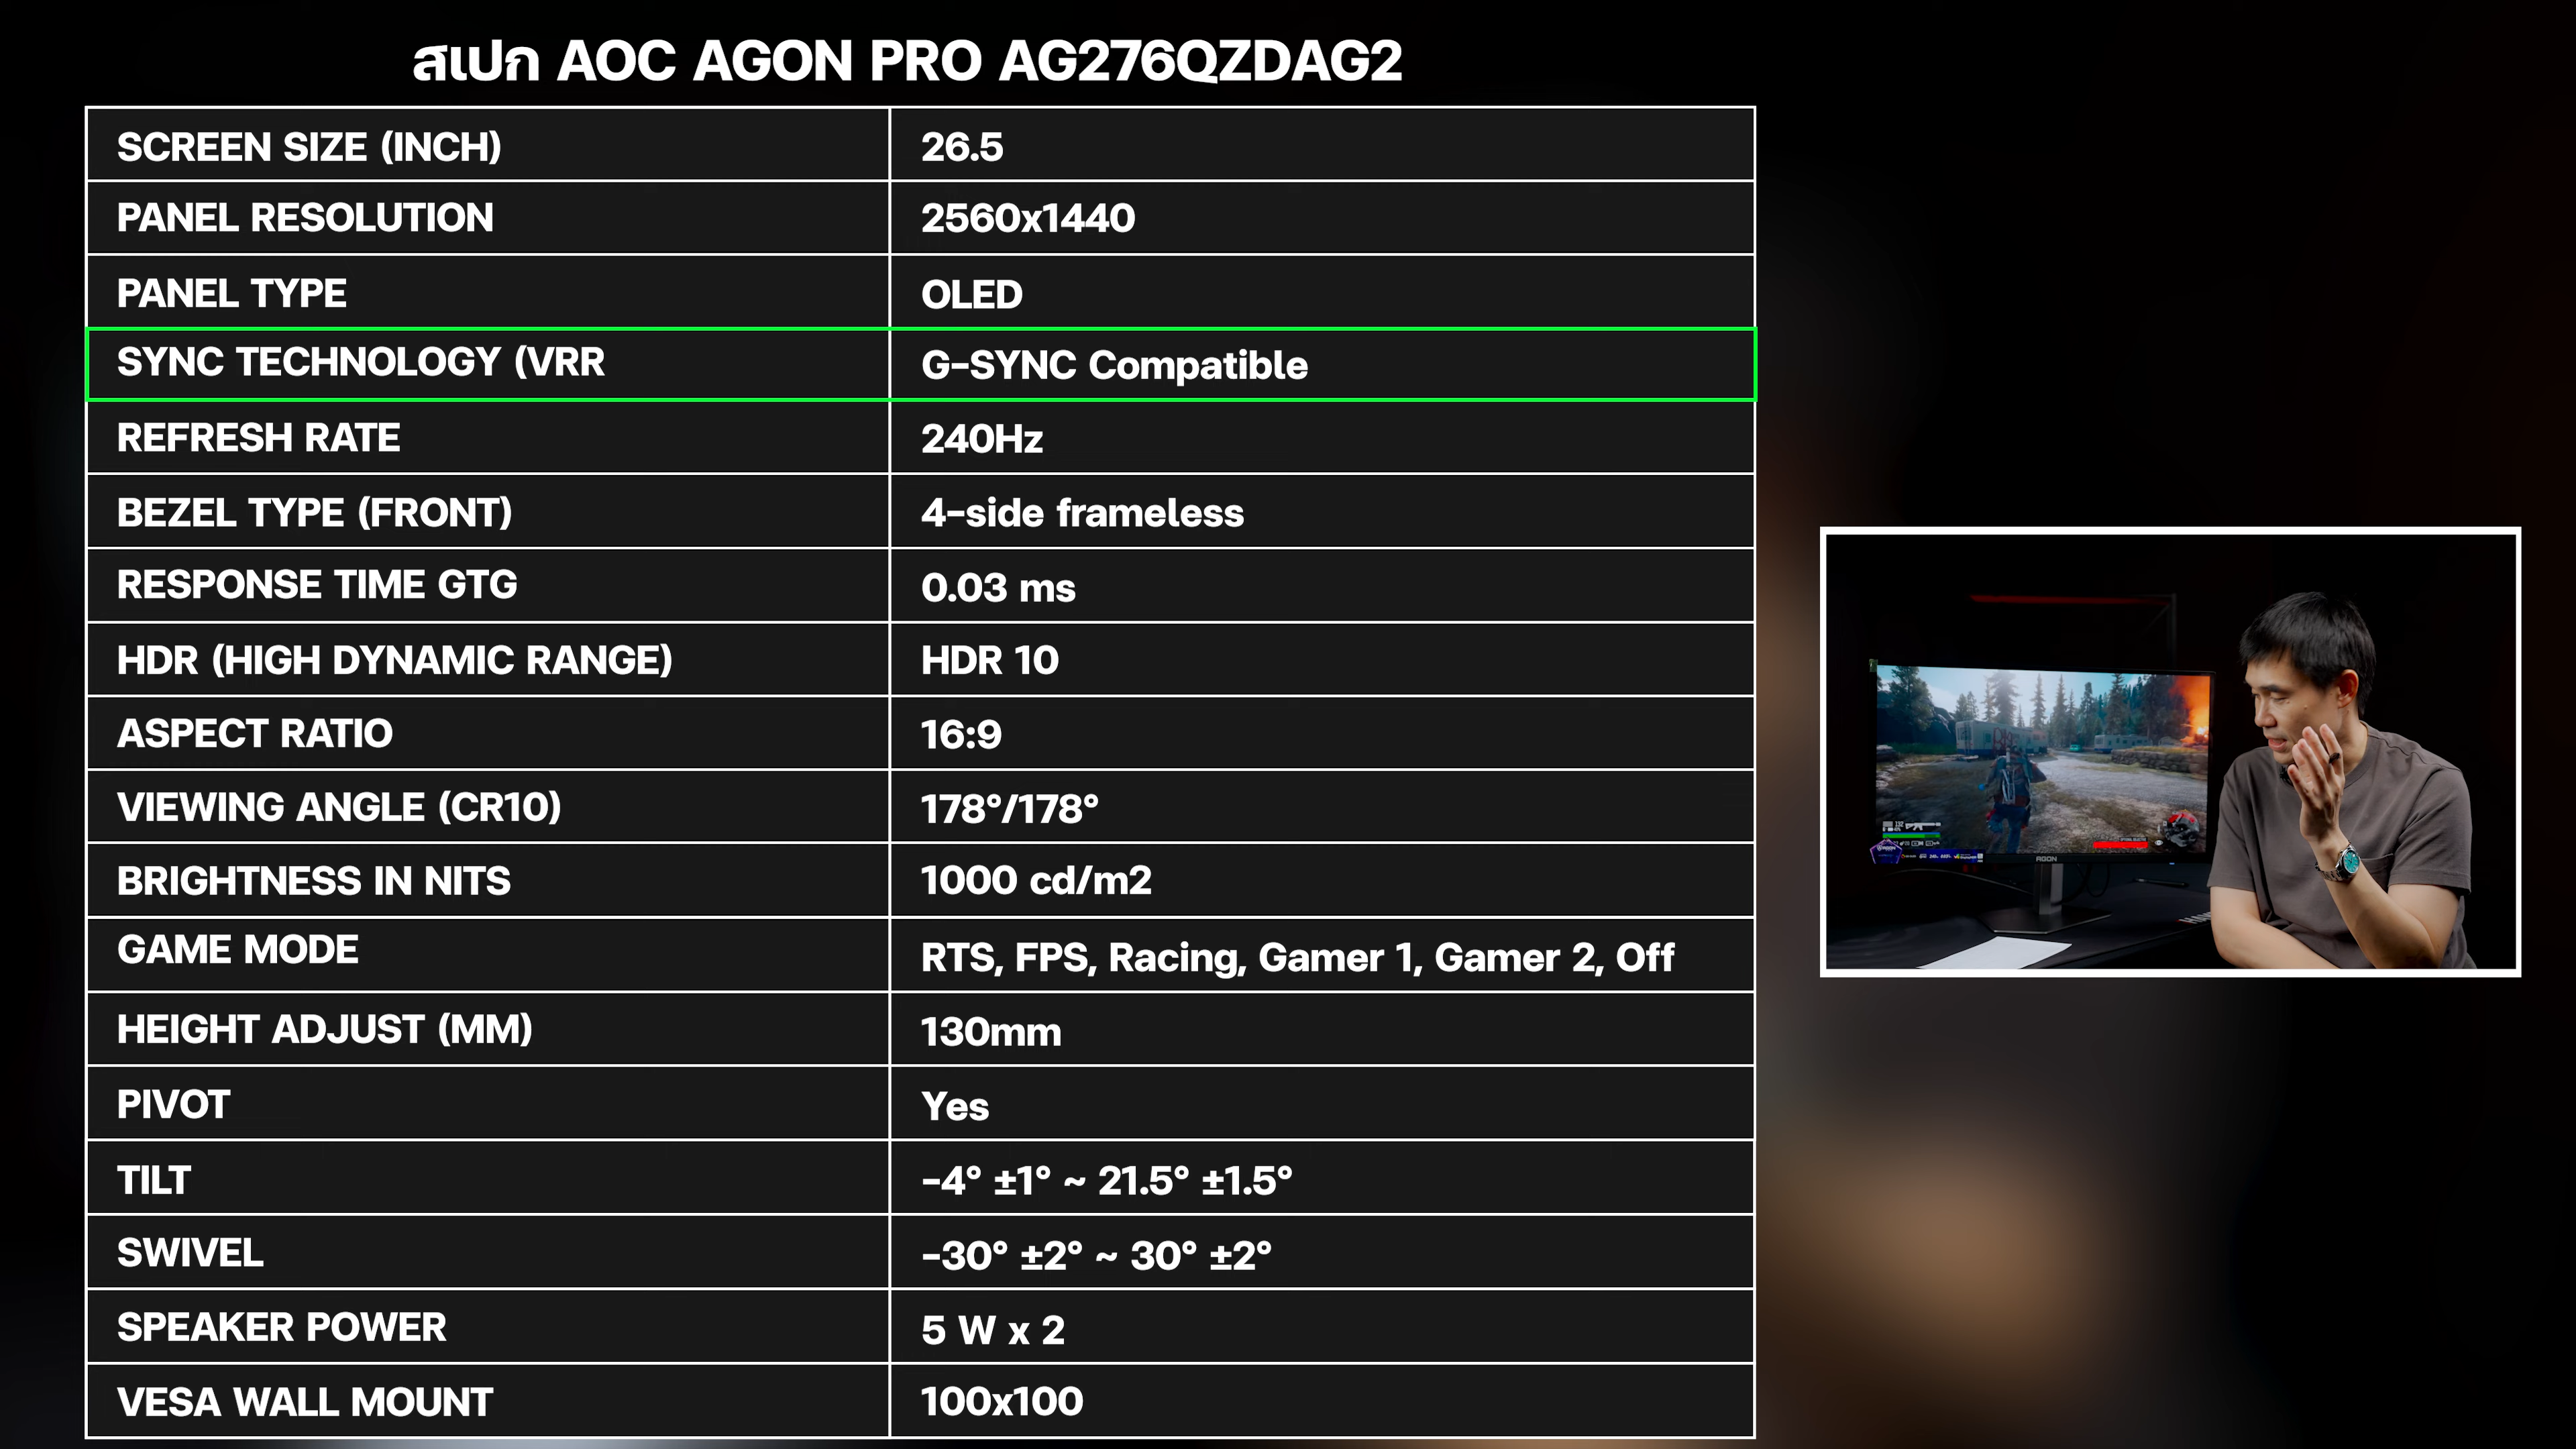 สเปก AOC AGON PRO AG276QZDAG2
SCREEN SIZE (INCH) 26.5
PANEL RESOLUTION 2560x1440
PANEL TYPE OLED
SYNC TECHNOLOGY (VRR G-SYNC Compatible
REFRESH RATE 240Hz
BEZEL TYPE (FRONT) 4-side frameless
RESPONSE TIME GTG 0.03 ms
HDR (HIGH DYNAMIC RANGE) HDR 10
ASPECT RATIO 16:9
VIEWING ANGLE (CR10) 178°/178°
BRIGHTNESS IN NITS 1000 cd/m2
GAME MODE RTS, FPS, Racing, Gamer 1, Gamer 2, Off
HEIGHT ADJUST (MM) 130mm
PIVOT Yes
TILT -4° ±1° ~ 21.5° ±1.5°
SWIVEL -30° ±2° ~ 30° ±2°
SPEAKER POWER 5 W x 2
VESA WALL MOUNT 100x100
AGON